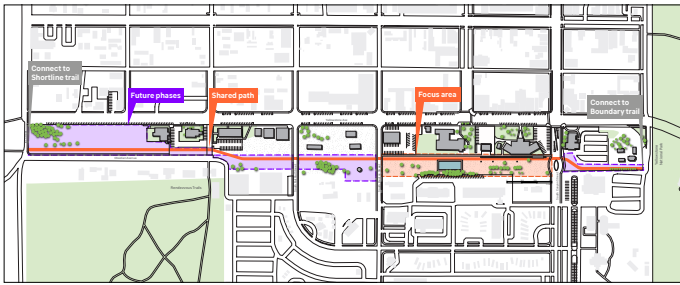 Connect to
Shortline trail
Future phases
Shared path
Focus area
Connect to
Boundary trail